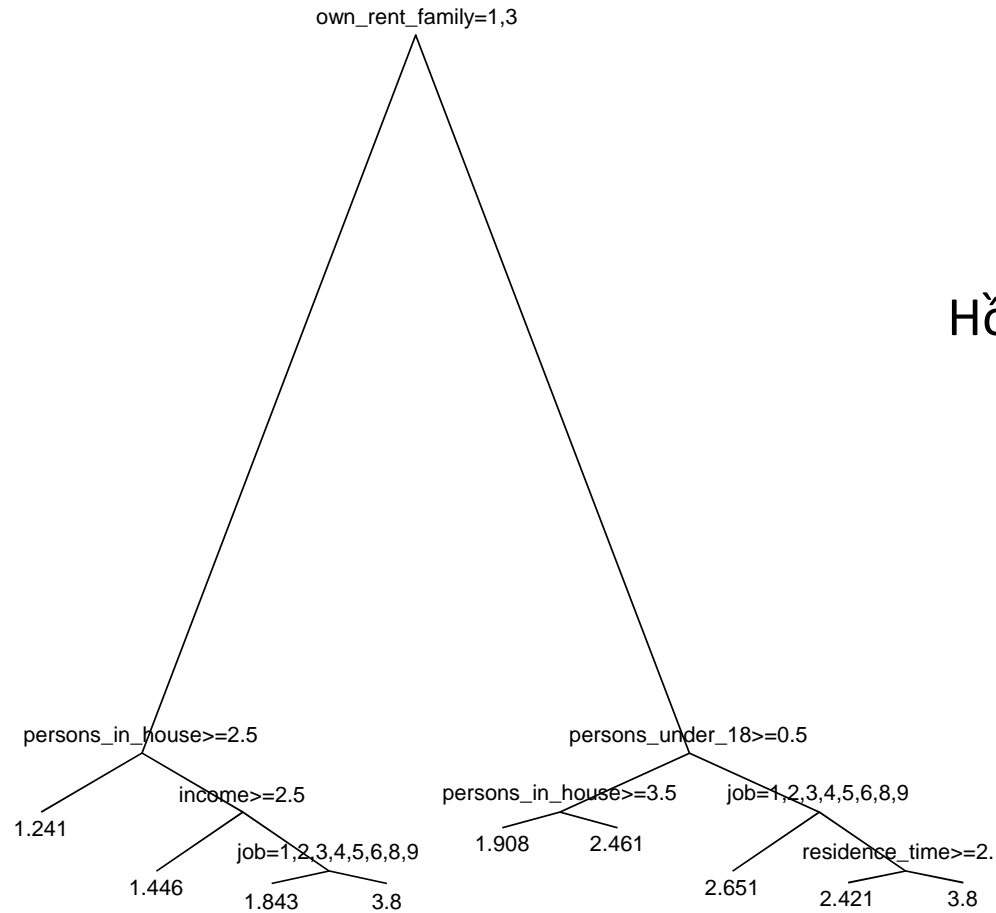 own_rent_family=1,3
Hồ
persons_in_house>=2.5
persons_under_18>=0.5
income>=2.5
persons_in_house>=3.5
job=1,2,3,4,5,6,8,9
1.241
1.908
2.461
job=1,2,3,4,5,6,8,9
residence_time>=2.
1.446
1.843
3.8
2.651
2.421
3.8